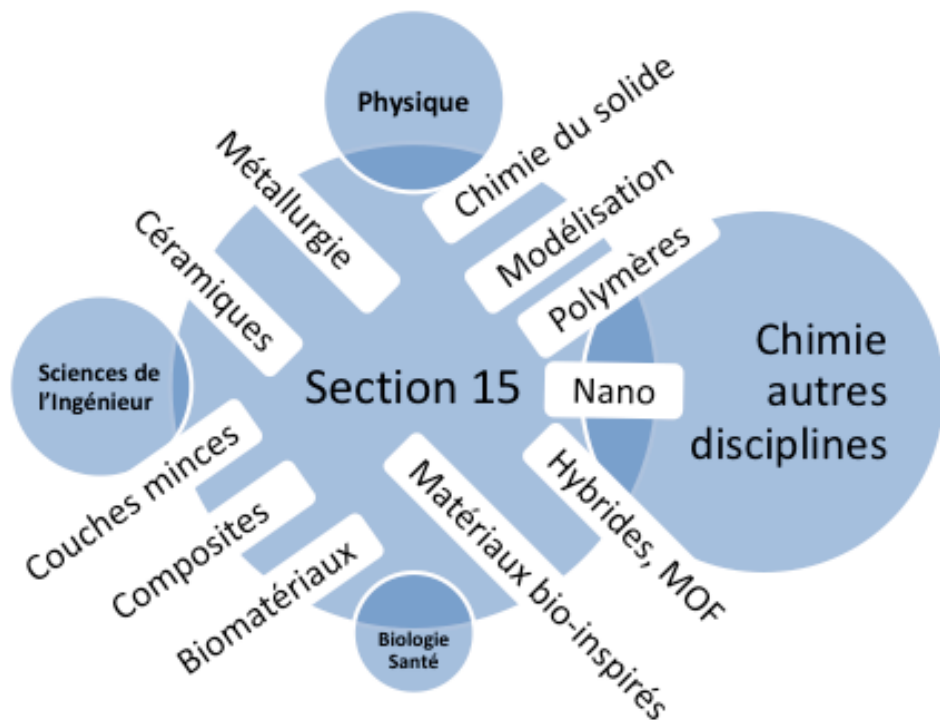 Physique
Chimie du solide
Métallurgie
Modélisation
Céramiques
Polymères
Sciences de
l'Ingénieur
Section 15
Nano
Chimie
autres
disciplines
Couches minces
Composites
Biomatériaux
Matériaux bio-inspirés
Hybrides, MOF
Biologie
Santé